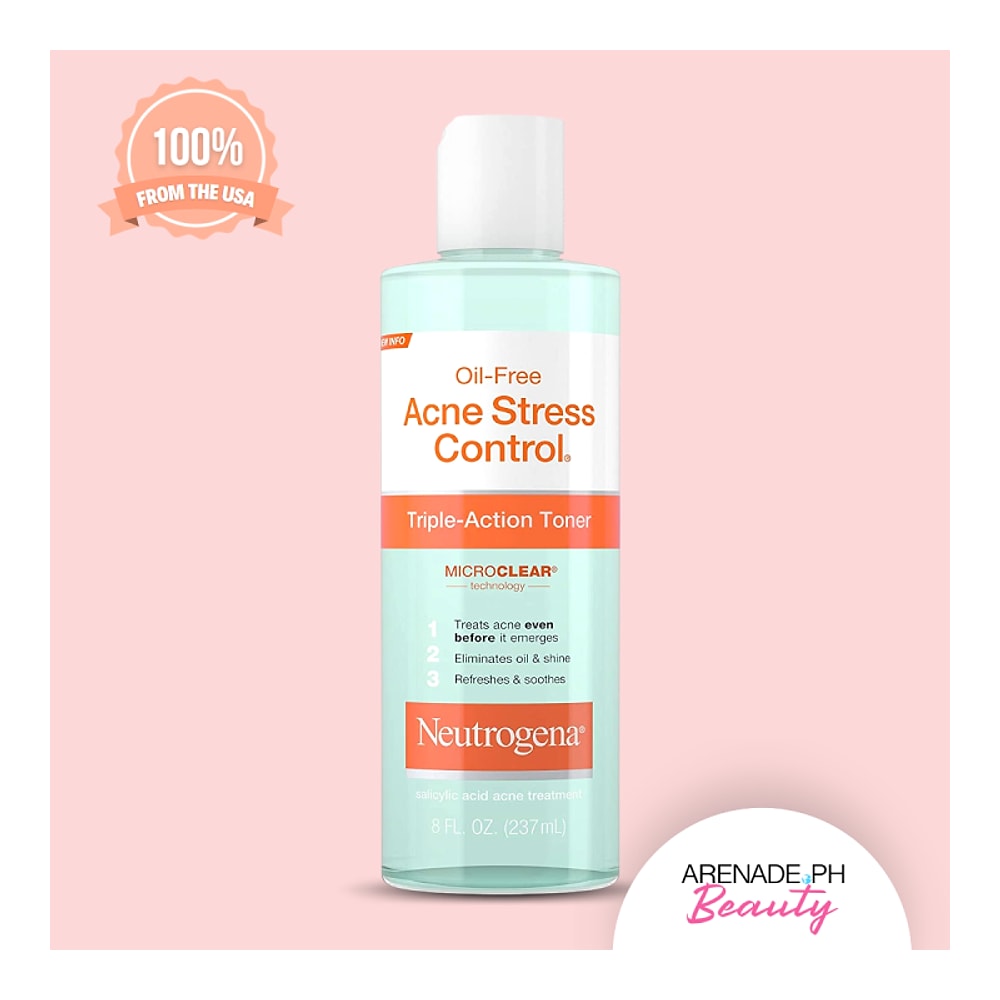 100%
FROM THE USA
EW INFO
Oil-Free
Acne Stress
Control®
Triple-Action Toner
MICROCLEAR®
technology
1 Treats acne even
before it emerges
2 Eliminates oil & shine
3 Refreshes & soothes
Neutrogena®
salicylic acid acne treatment
8 FL. OZ. (237mL)
ARENADE.PH
Beauty